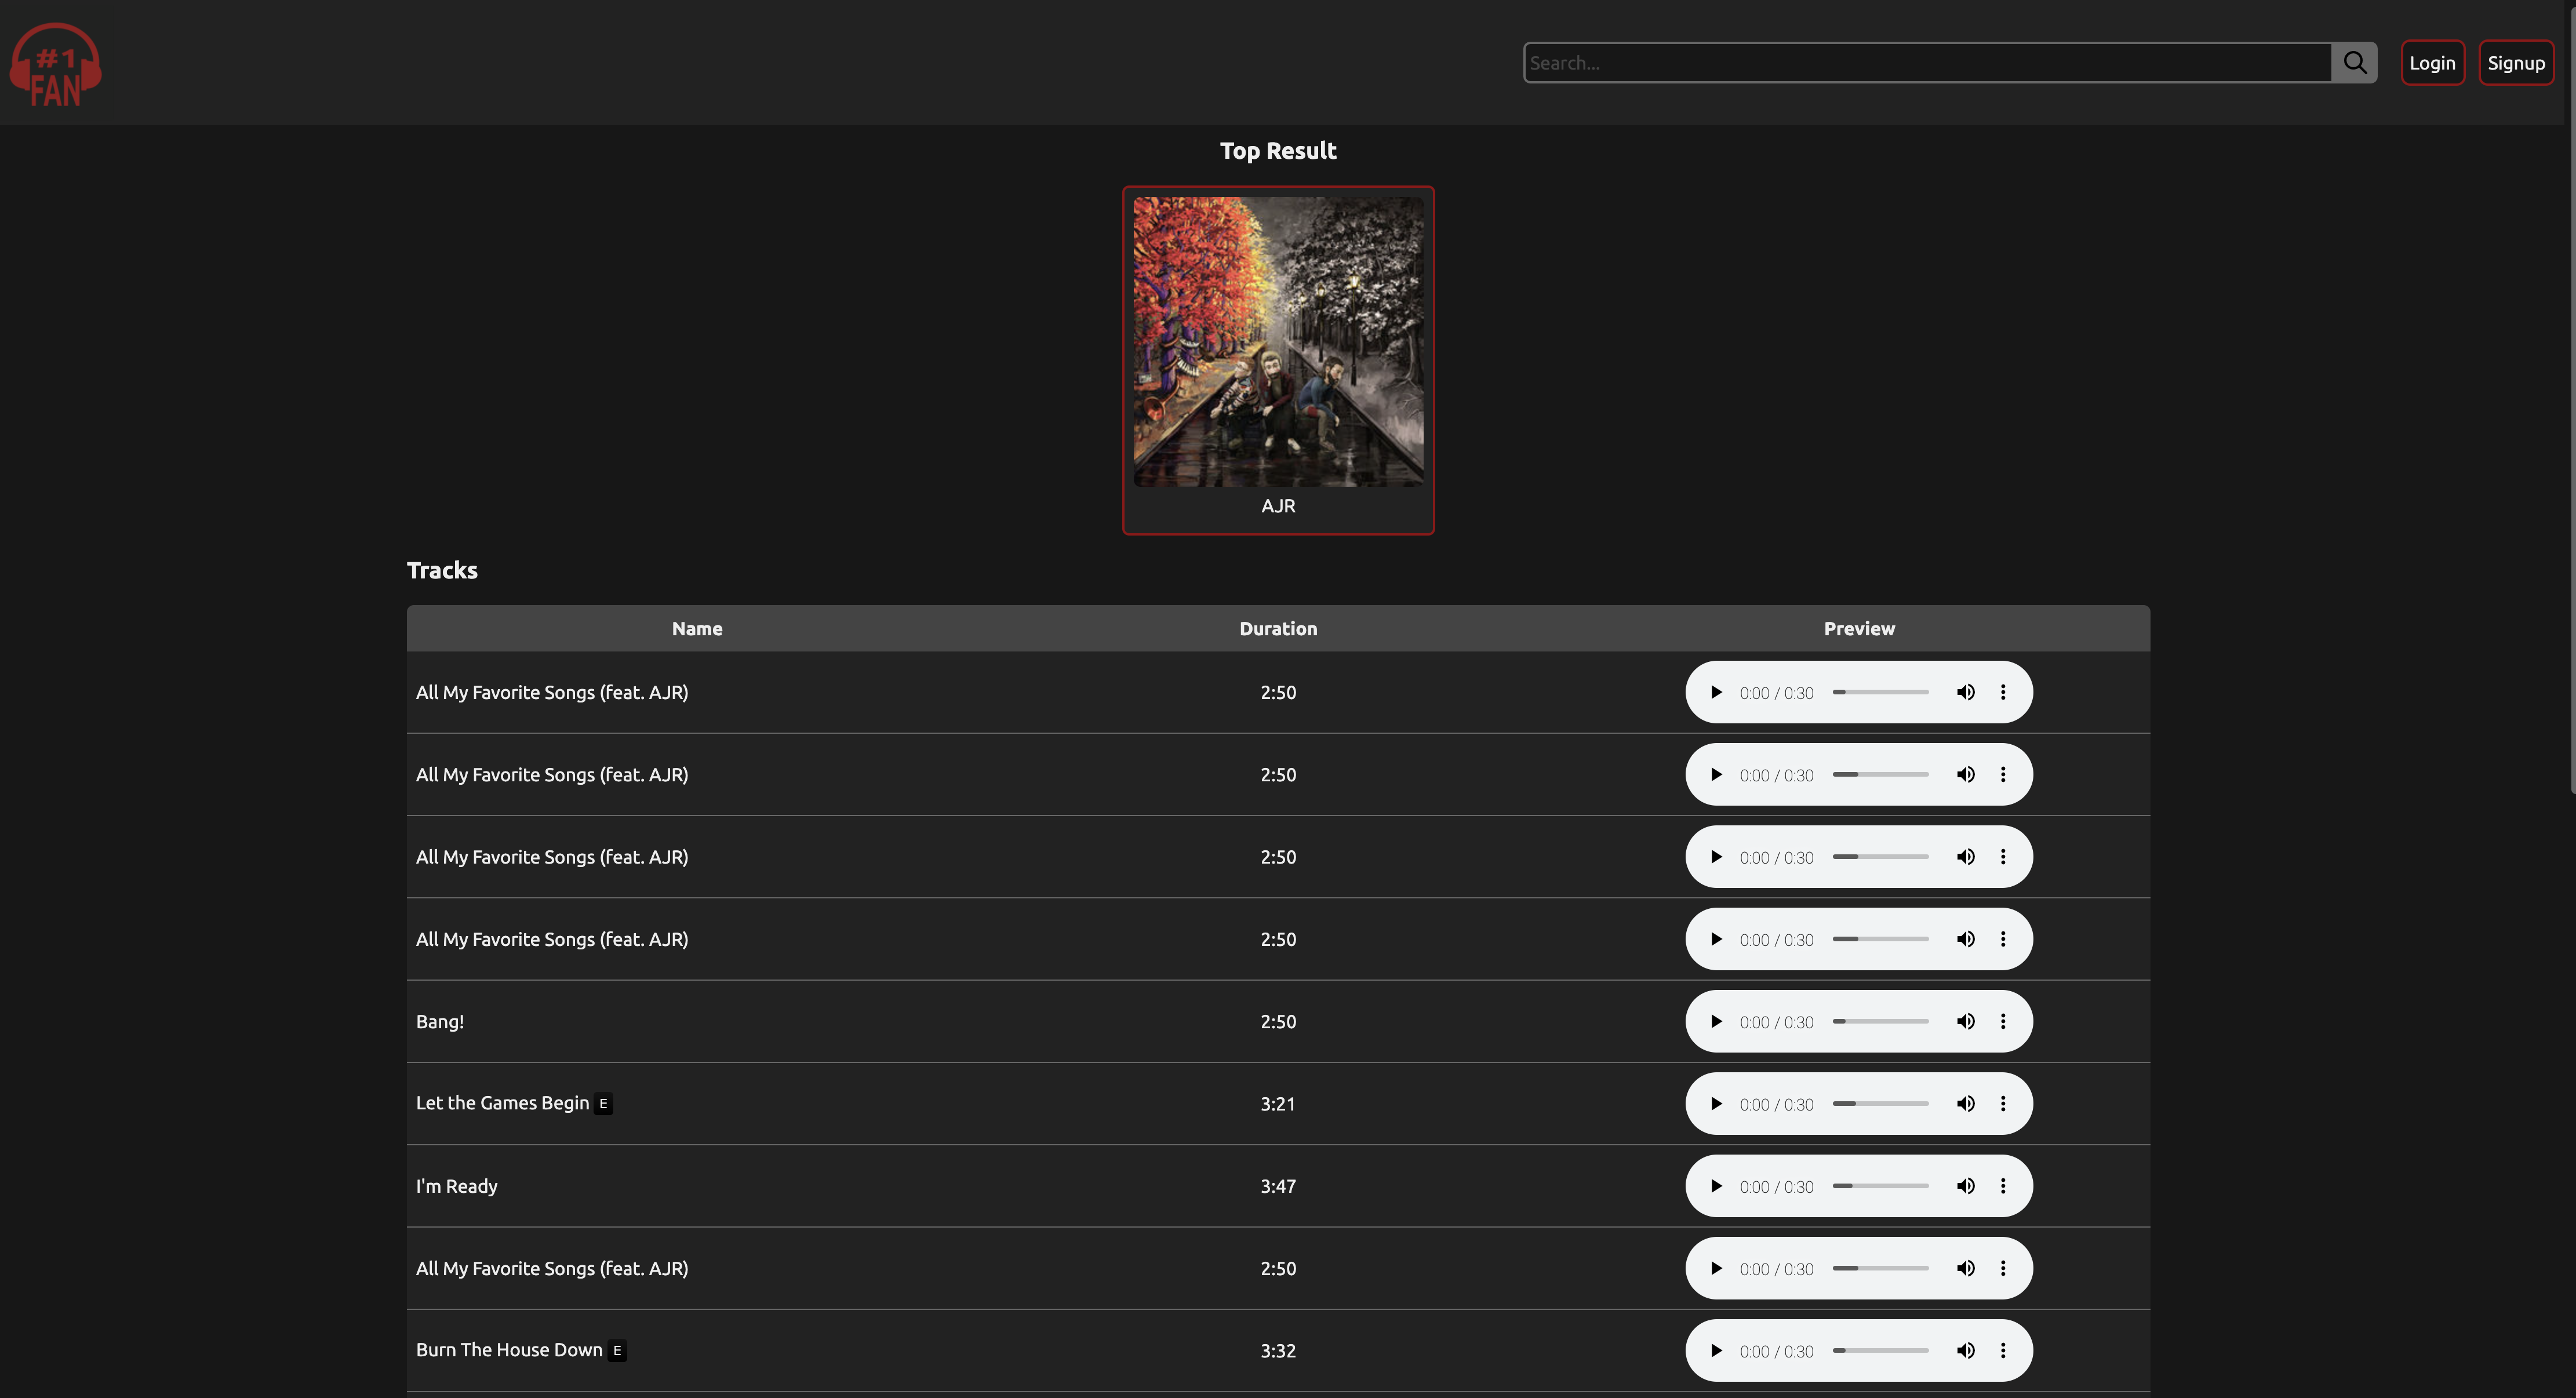 #1
FAN
Search...
Login
Signup
Top Result
AJR
Tracks
Name Duration Preview
All My Favorite Songs (feat. AJR) 2:50 0:00 / 0:30
All My Favorite Songs (feat. AJR) 2:50 0:00 / 0:30
All My Favorite Songs (feat. AJR) 2:50 0:00 / 0:30
All My Favorite Songs (feat. AJR) 2:50 0:00 / 0:30
Bang! 2:50 0:00 / 0:30
Let the Games Begin E 3:21 0:00 / 0:30
I'm Ready 3:47 0:00 / 0:30
All My Favorite Songs (feat. AJR) 2:50 0:00 / 0:30
Burn The House Down E 3:32 0:00 / 0:30